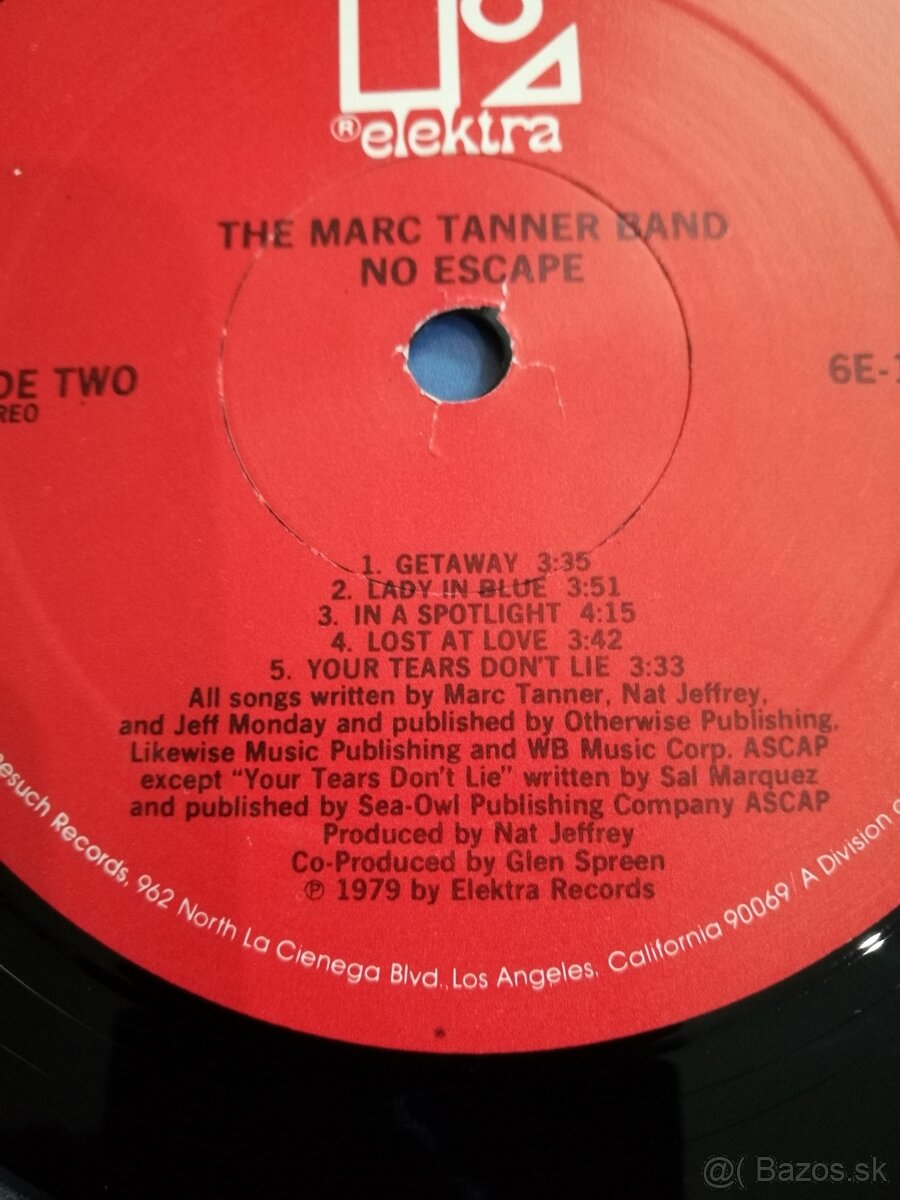 ® elektra
THE MARC TANNER BAND
NO ESCAPE
DE TWO
REO
6E-1
1. GETAWAY 3:35
2. LADY IN BLUE 3:51
3. IN A SPOTLIGHT 4:15
4. LOST AT LOVE 3:42
5. YOUR TEARS DON'T LIE 3:33
All songs written by Marc Tanner, Nat Jeffrey,
and Jeff Monday and published by Otherwise Publishing,
Likewise Music Publishing and WB Music Corp. ASCAP
except "Your Tears Don't Lie" written by Sal Marquez
and published by Sea-Owl Publishing Company ASCAP
Produced by Nat Jeffrey
Co-Produced by Glen Spreen
℗ 1979 by Elektra Records
esuch Records, 962 North La Cienega Blvd., Los Angeles, California 90069 / A Division o
@( Bazos.sk